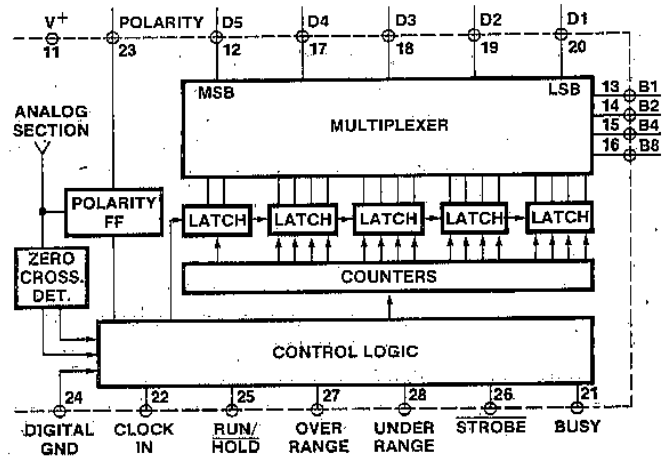 V+ POLARITY D5 D4 D3 D2 D1
11 23 12 17 18 19 20
MSB LSB
MULTIPLEXER
13 B1
14 B2
15 B4
16 B8
ANALOG
SECTION
POLARITY
FF
LATCH LATCH LATCH LATCH LATCH
ZERO
CROSS.
DET.
COUNTERS
CONTROL LOGIC
24 22 25 27 28 26 21
DIGITAL
GND
CLOCK
IN
RUN/
HOLD
OVER
RANGE
UNDER
RANGE
STROBE
BUSY